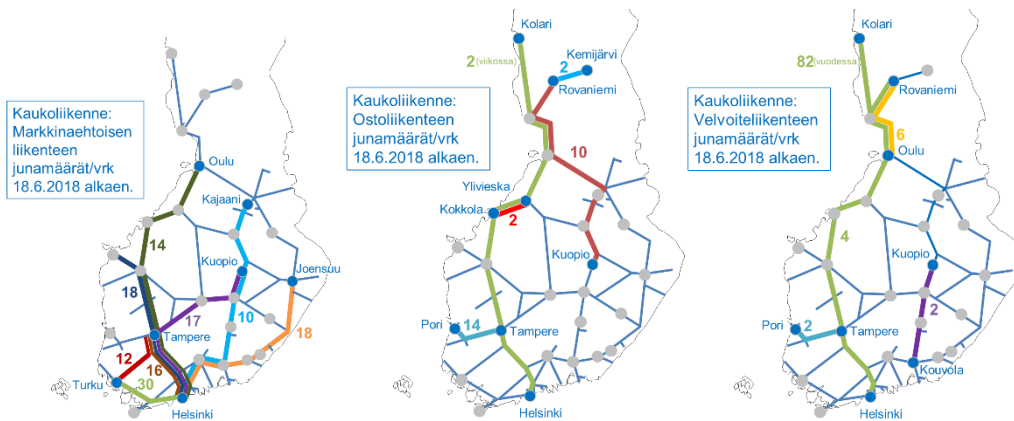 Kaukoliikenne:
Markkinaehtoisen
liikenteen
junamäärät/vrk
18.6.2018 alkaen.
Oulu
Kajaani
14
Kuopio
Joensuu
18
17
10
18
Tampere
12
16
Turku
30
Helsinki
Kolari
2 (viikossa)
Kemijärvi
2
Rovaniemi
Kaukoliikenne:
Ostoliikenteen
junamäärät/vrk
18.6.2018 alkaen.
10
Ylivieska
Kokkola
2
Kuopio
14
Pori
Tampere
Helsinki
Kolari
82 (vuodessa)
Rovaniemi
Kaukoliikenne:
Velvoiteliikenteen
junamäärät/vrk
18.6.2018 alkaen.
6
Oulu
4
Kuopio
2
Pori
2
Tampere
Kouvola
Helsinki